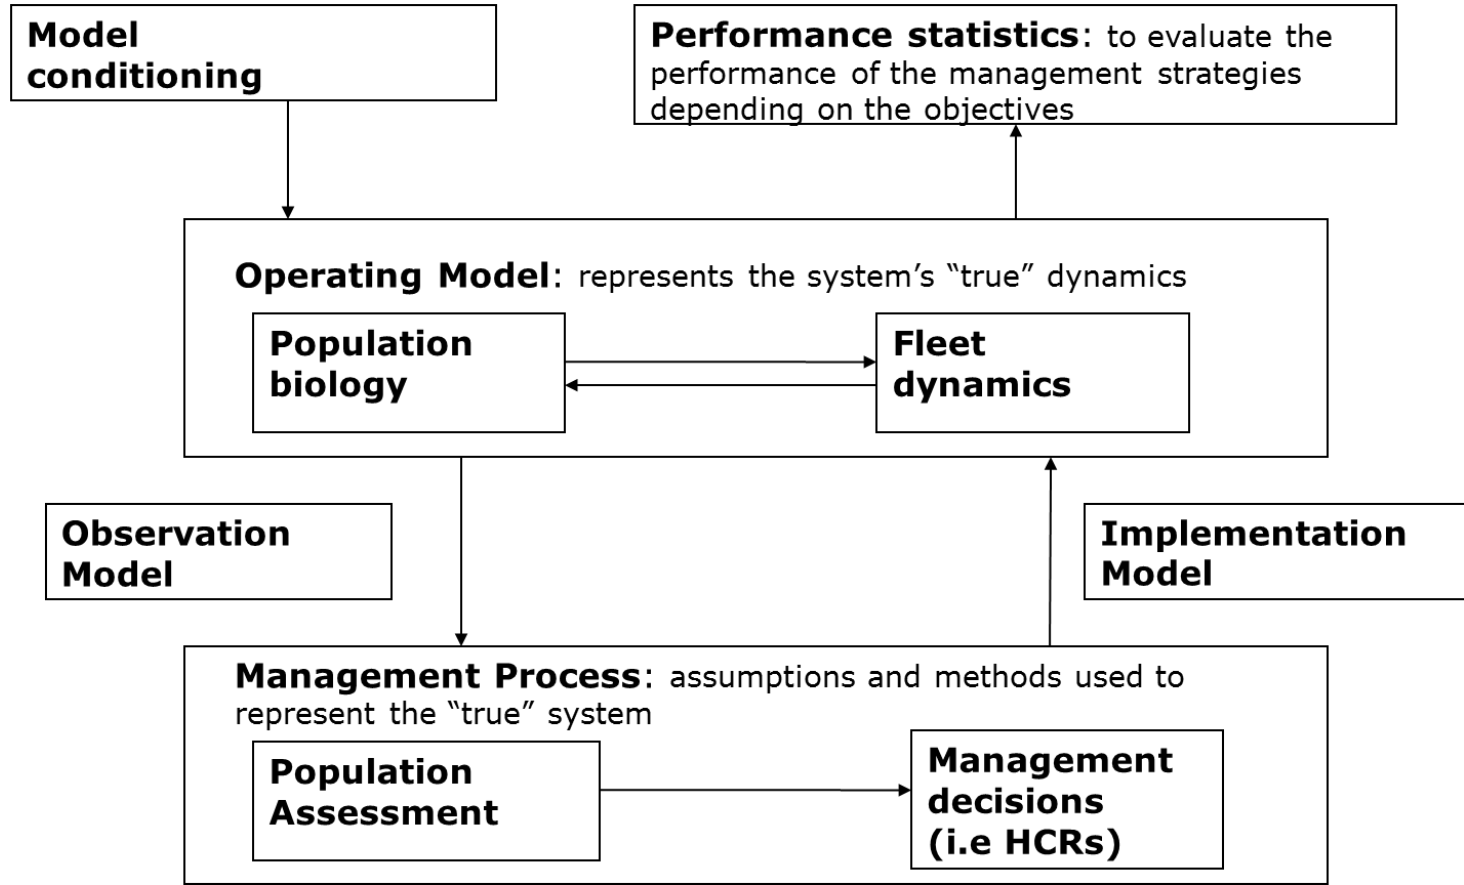 Model
conditioning
Performance statistics: to evaluate the
performance of the management strategies
depending on the objectives
Operating Model: represents the system’s “true” dynamics
Population
biology
Fleet
dynamics
Observation
Model
Implementation
Model
Management Process: assumptions and methods used to
represent the “true” system
Population
Assessment
Management
decisions
(i.e HCRs)